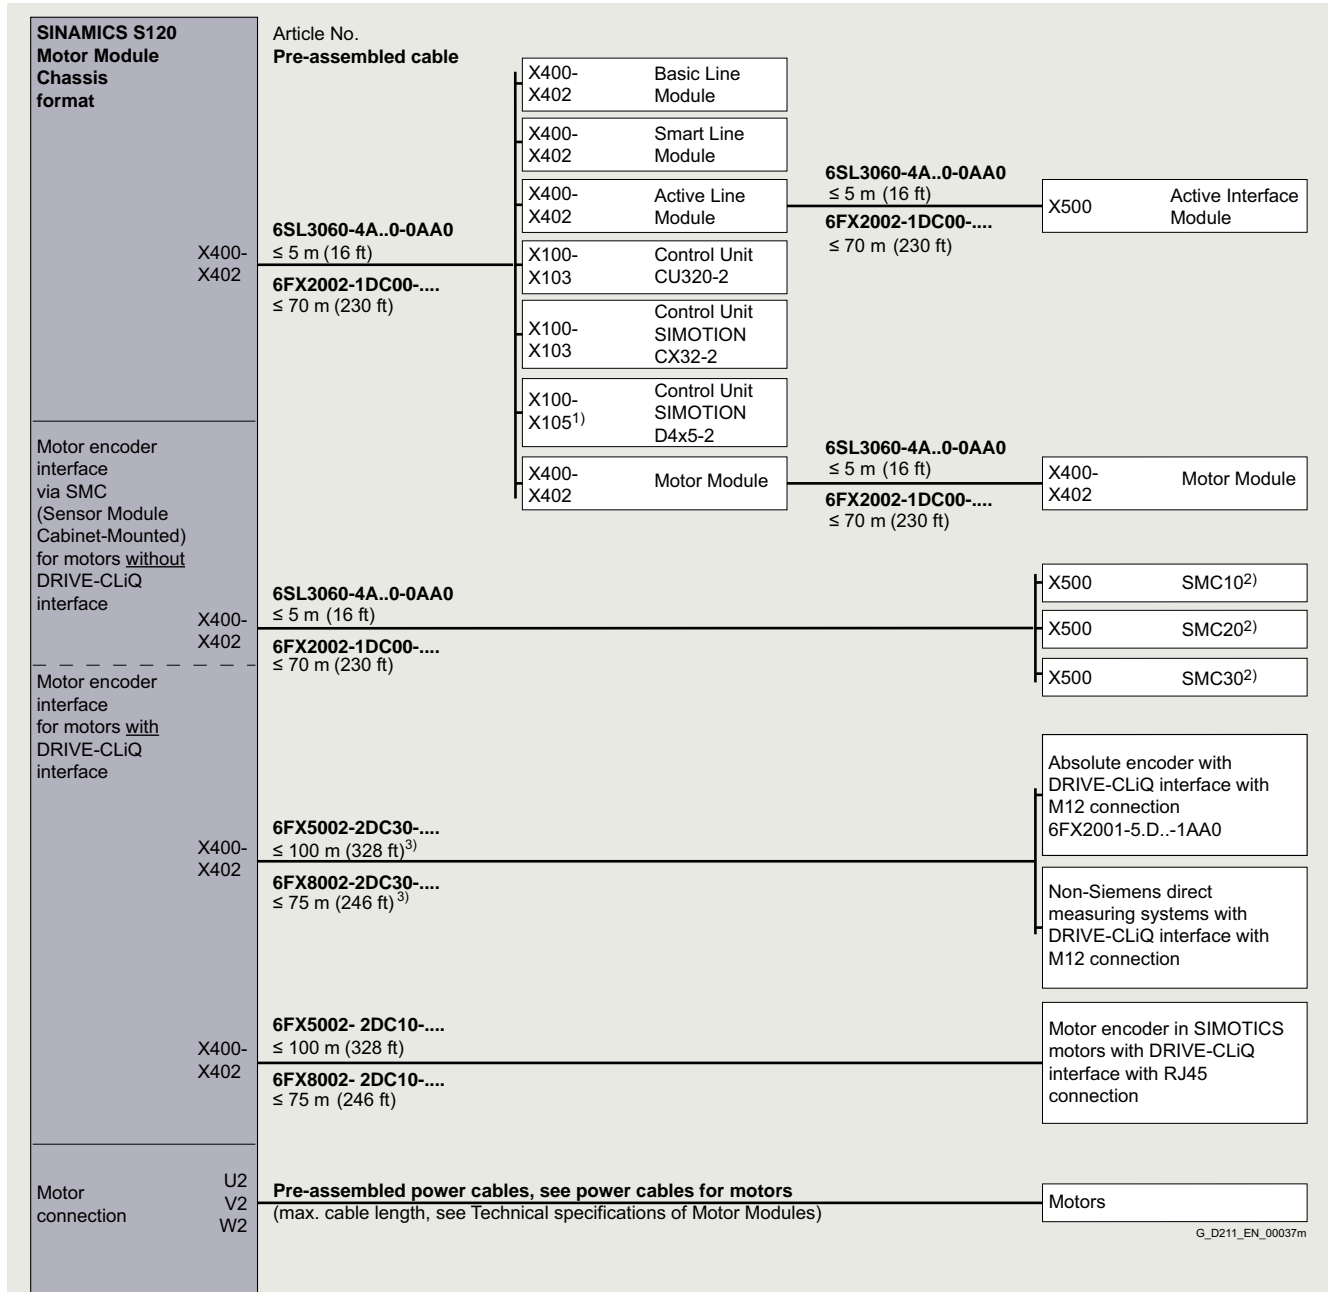 SINAMICS S120
Motor Module
Chassis
format
Article No.
Pre-assembled cable
X400-
X402
6SL3060-4A..0-0AA0
≤ 5 m (16 ft)
6FX2002-1DC00-....
≤ 70 m (230 ft)
X400-
X402
Basic Line
Module
X400-
X402
Smart Line
Module
X400-
X402
Active Line
Module
6SL3060-4A..0-0AA0
≤ 5 m (16 ft)
6FX2002-1DC00-....
≤ 70 m (230 ft)
X500
Active Interface
Module
X100-
X103
Control Unit
CU320-2
X100-
X103
Control Unit
SIMOTION
CX32-2
X100-
X1051)
Control Unit
SIMOTION
D4x5-2
X400-
X402
Motor Module
6SL3060-4A..0-0AA0
≤ 5 m (16 ft)
6FX2002-1DC00-....
≤ 70 m (230 ft)
X400-
X402
Motor Module
Motor encoder
interface
via SMC
(Sensor Module
Cabinet-Mounted)
for motors without
DRIVE-CLiQ
interface
X400-
X402
6SL3060-4A..0-0AA0
≤ 5 m (16 ft)
6FX2002-1DC00-....
≤ 70 m (230 ft)
X500 SMC102)
X500 SMC202)
X500 SMC302)
Motor encoder
interface
for motors with
DRIVE-CLiQ
interface
X400-
X402
6FX5002-2DC30-....
≤ 100 m (328 ft)3)
6FX8002-2DC30-....
≤ 75 m (246 ft)3)
Absolute encoder with
DRIVE-CLiQ interface with
M12 connection
6FX2001-5.D..-1AA0
Non-Siemens direct
measuring systems with
DRIVE-CLiQ interface with
M12 connection
X400-
X402
6FX5002- 2DC10-....
≤ 100 m (328 ft)
6FX8002- 2DC10-....
≤ 75 m (246 ft)
Motor encoder in SIMOTICS
motors with DRIVE-CLiQ
interface with RJ45
connection
Motor
connection
U2
V2
W2
Pre-assembled power cables, see power cables for motors
(max. cable length, see Technical specifications of Motor Modules)
Motors
G_D211_EN_00037m